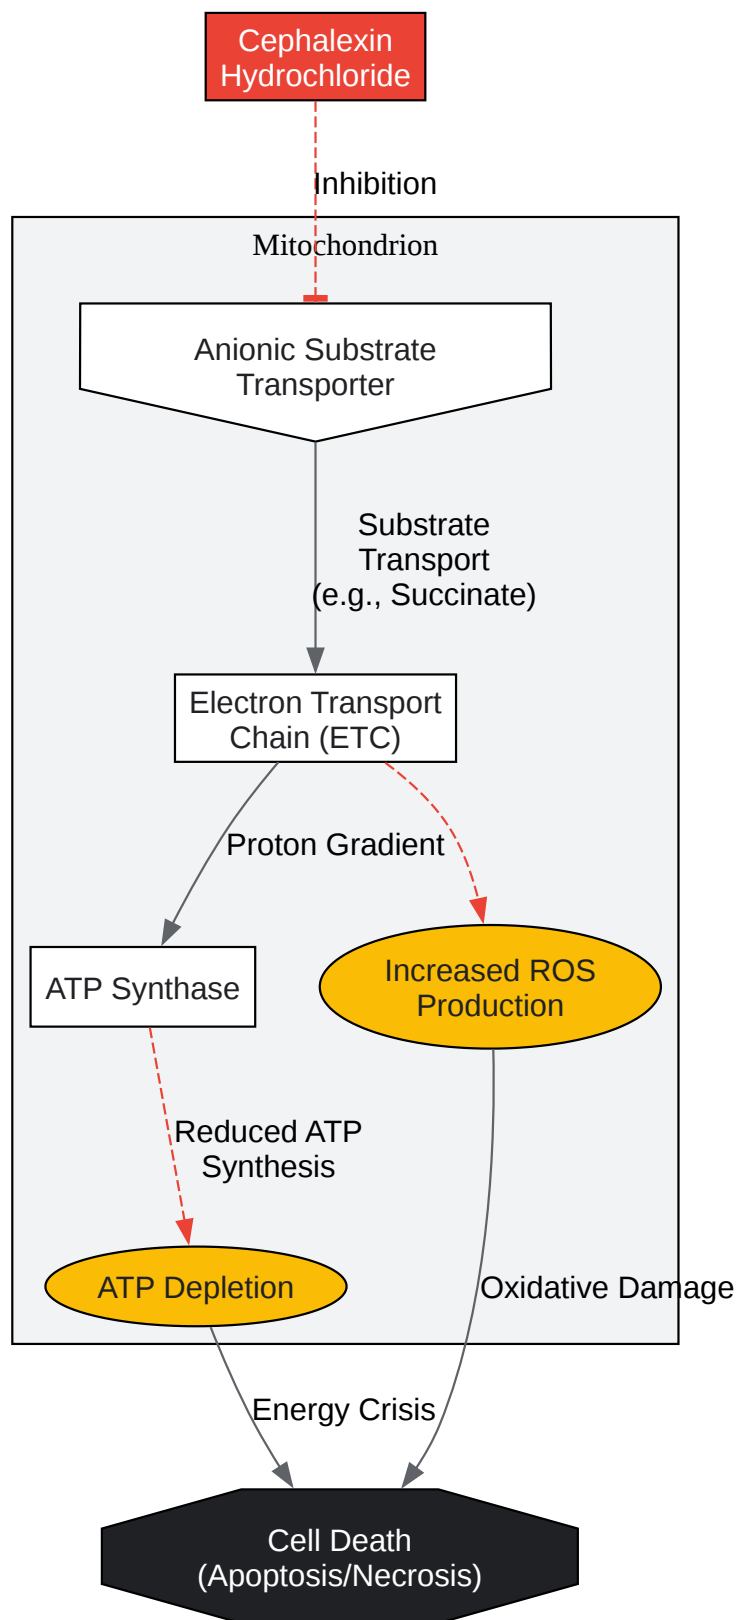 Cephalexin
Hydrochloride
Inhibition
Mitochondrion
Anionic Substrate
Transporter
Substrate
Transport
(e.g., Succinate)
Electron Transport
Chain (ETC)
Proton Gradient
ATP Synthase
Increased ROS
Production
Reduced ATP
Synthesis
ATP Depletion
Oxidative Damage
Energy Crisis
Cell Death
(Apoptosis/Necrosis)